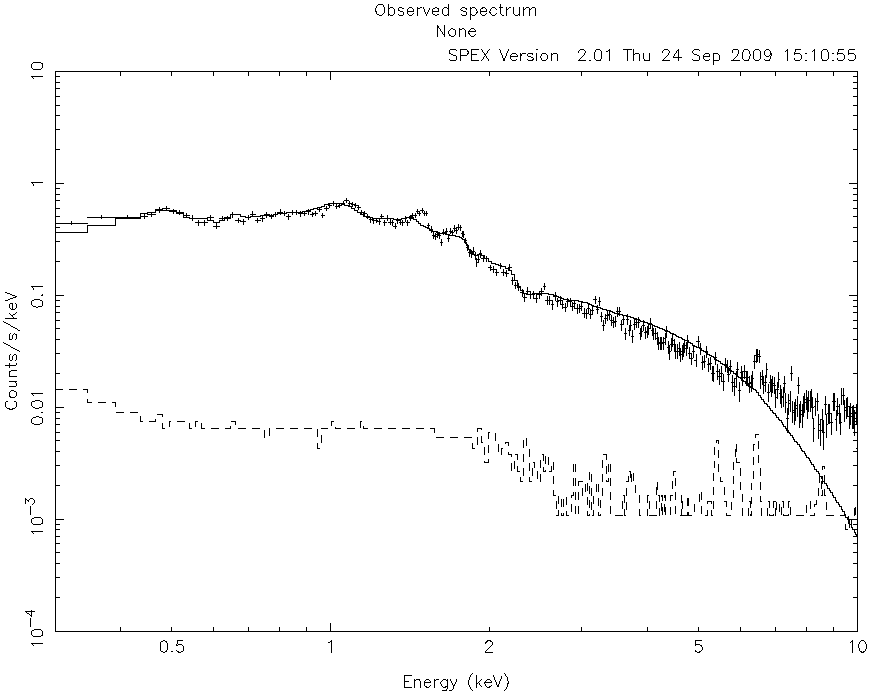 Observed spectrum
None
SPEX Version 2.01 Thu 24 Sep 2009 15:10:55
Counts/s/keV
10
1
0.1
0.01
10⁻³
10⁻⁴
0.5 1 2 5 10
Energy (keV)